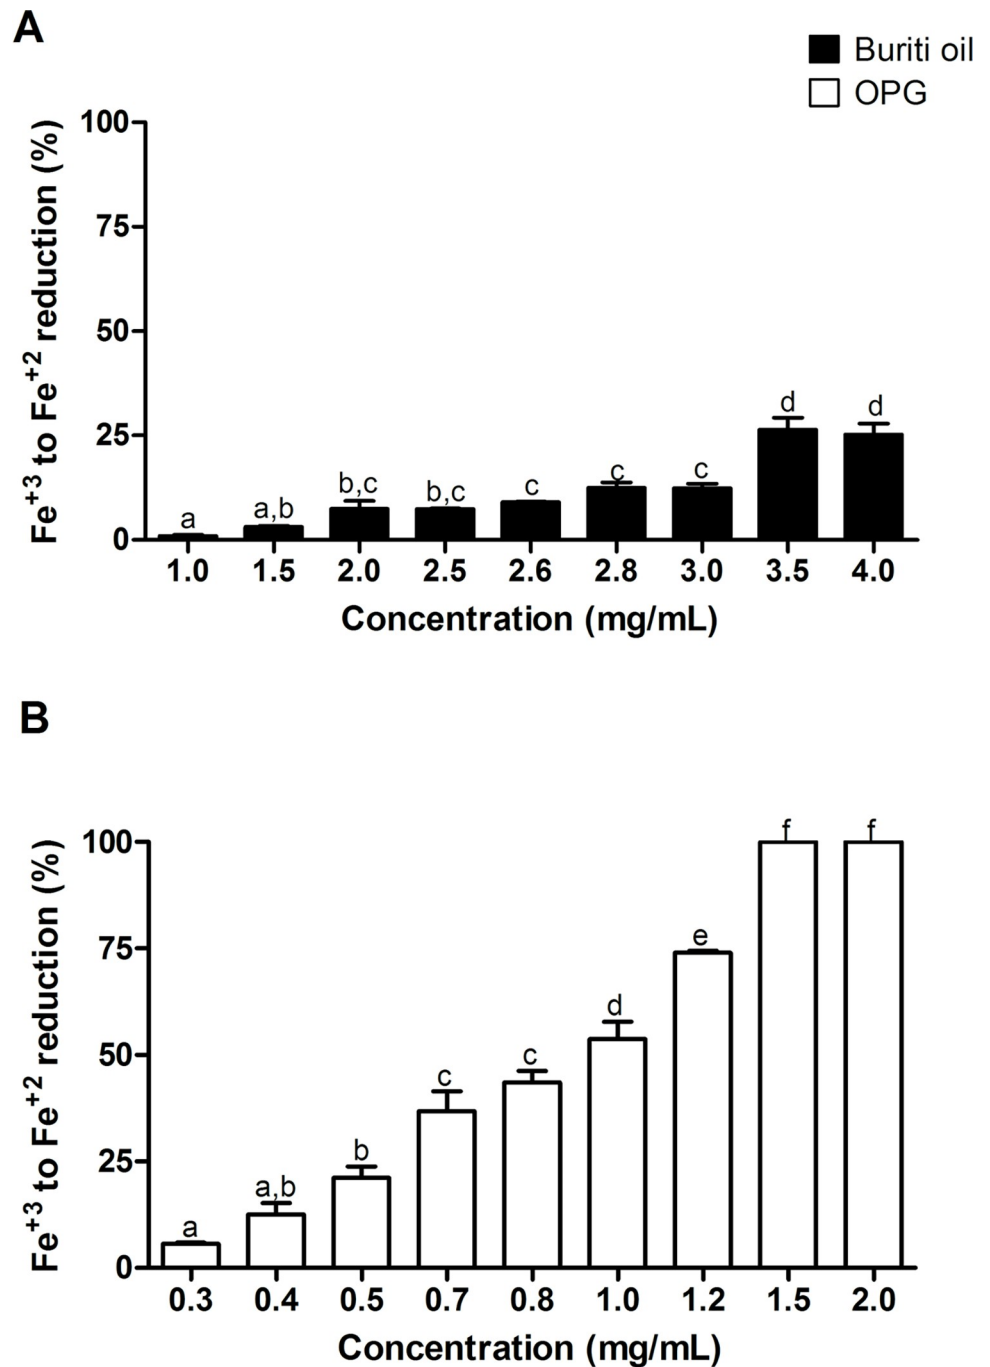 A
Buriti oil
OPG
Fe+3 to Fe+2 reduction (%)
100
75
50
25
0
a
a,b
b,c
b,c
c
c
c
d
d
1.0 1.5 2.0 2.5 2.6 2.8 3.0 3.5 4.0
Concentration (mg/mL)
B
Fe+3 to Fe+2 reduction (%)
100
75
50
25
0
a
a,b
b
c
c
d
e
f
f
0.3 0.4 0.5 0.7 0.8 1.0 1.2 1.5 2.0
Concentration (mg/mL)